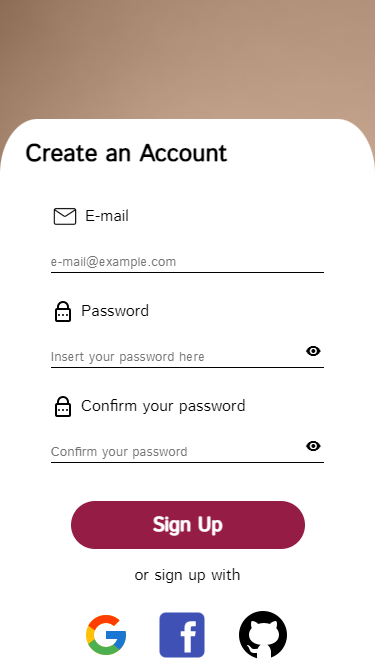 Create an Account
E-mail
e-mail@example.com
Password
Insert your password here
Confirm your password
Confirm your password
Sign Up
or sign up with